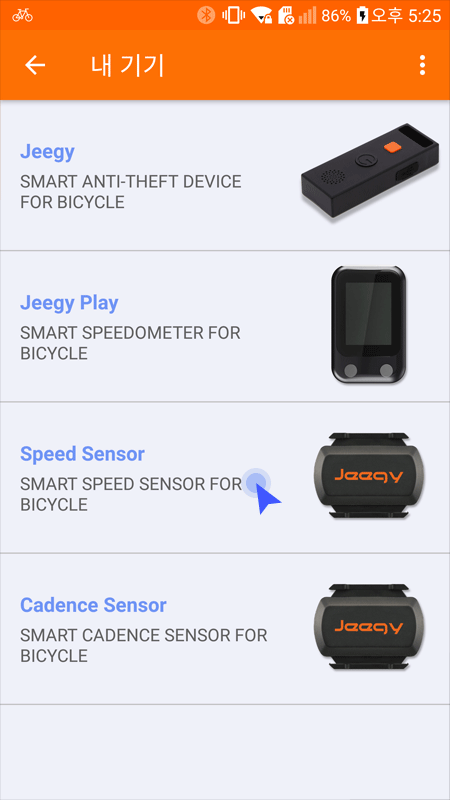 86% 오후 5:25
내 기기
Jeegy
SMART ANTI-THEFT DEVICE
FOR BICYCLE
Jeegy Play
SMART SPEEDOMETER FOR
BICYCLE
Speed Sensor
SMART SPEED SENSOR FOR
BICYCLE
Jeegy
Cadence Sensor
SMART CADENCE SENSOR FOR
BICYCLE
Jeegy